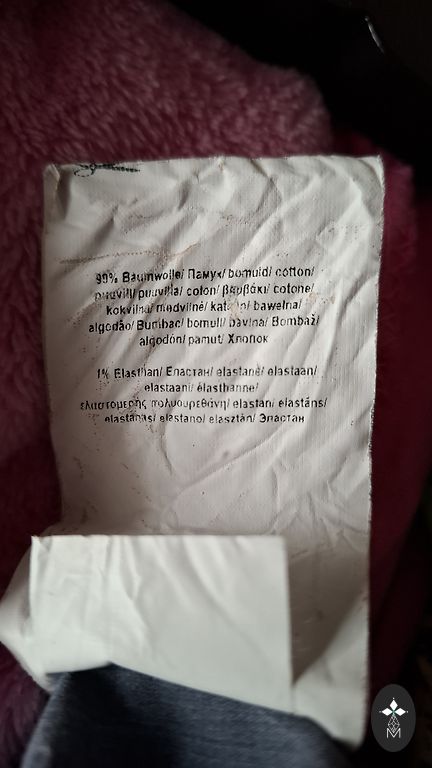 99% Baumwolle/ Памук/ bomuld/ cotton/
puuvill/ puuvilla/ coton/ βαμβάκι/ cotone/
kokvilna/ medvilnė/ katoen/ bawełna/
algodão/ Bumbac/ bomull/ bavlna/ Bombaž/
algodón/ pamut/ Хлопок
1% Elasthan/ Еластан/ elastane/ elastaan/
elastaani/ élasthanne/
ελαστομερής πολυουρεθάνη/ elastan/ elastāns/
elastanas/ elastano/ elasztán/ Эластан
M